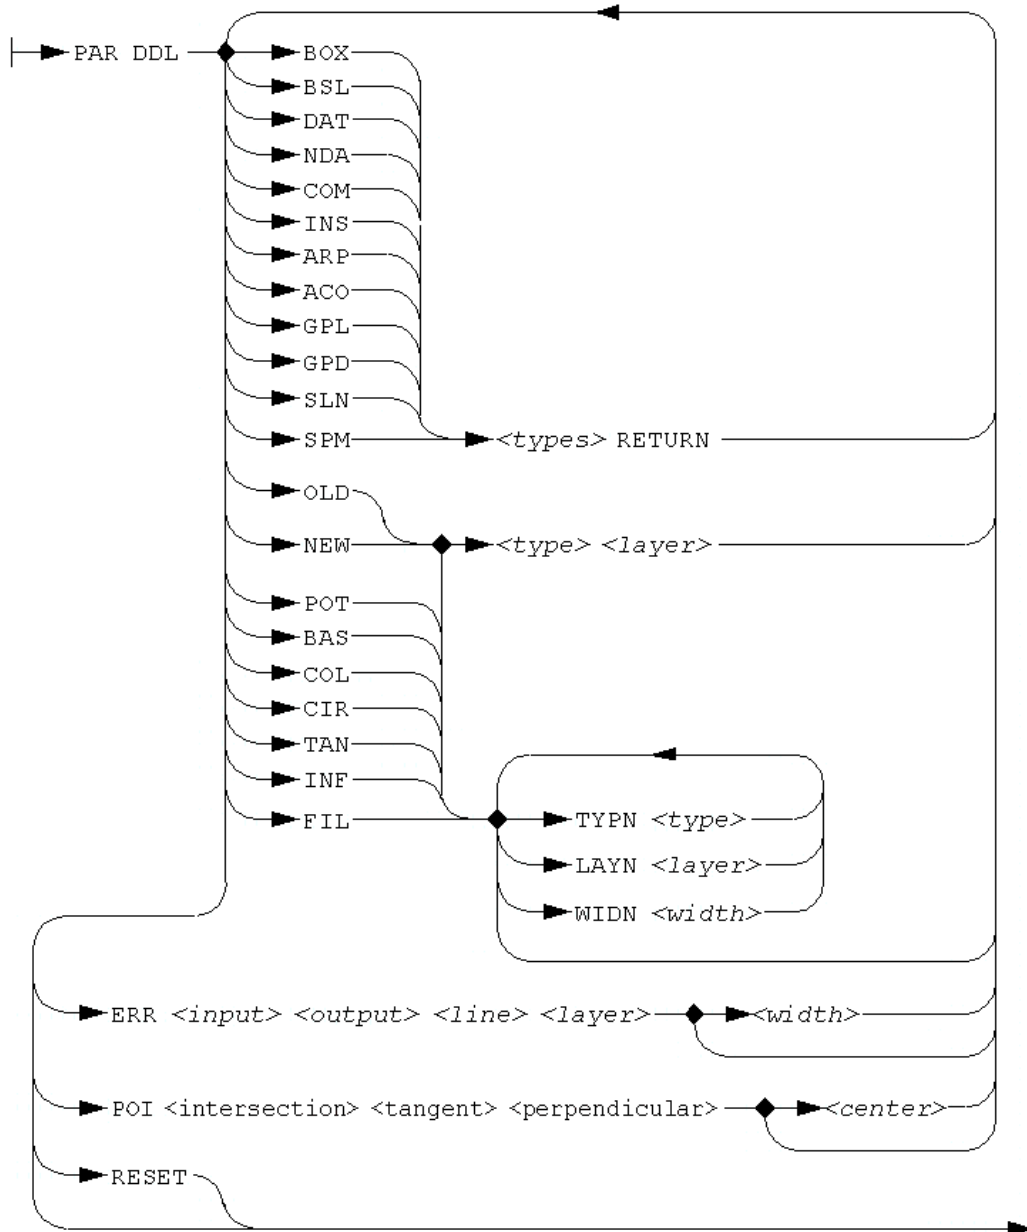 PAR DDL
BOX
BSL
DAT
NDA
COM
INS
ARP
ACO
GPL
GPD
SLN
SPM <types> RETURN
OLD
NEW <type> <layer>
POT
BAS
COL
CIR
TAN
INF
FIL TYPN <type>
LAYN <layer>
WIDN <width>
ERR <input> <output> <line> <layer> <width>
POI <intersection> <tangent> <perpendicular> <center>
RESET